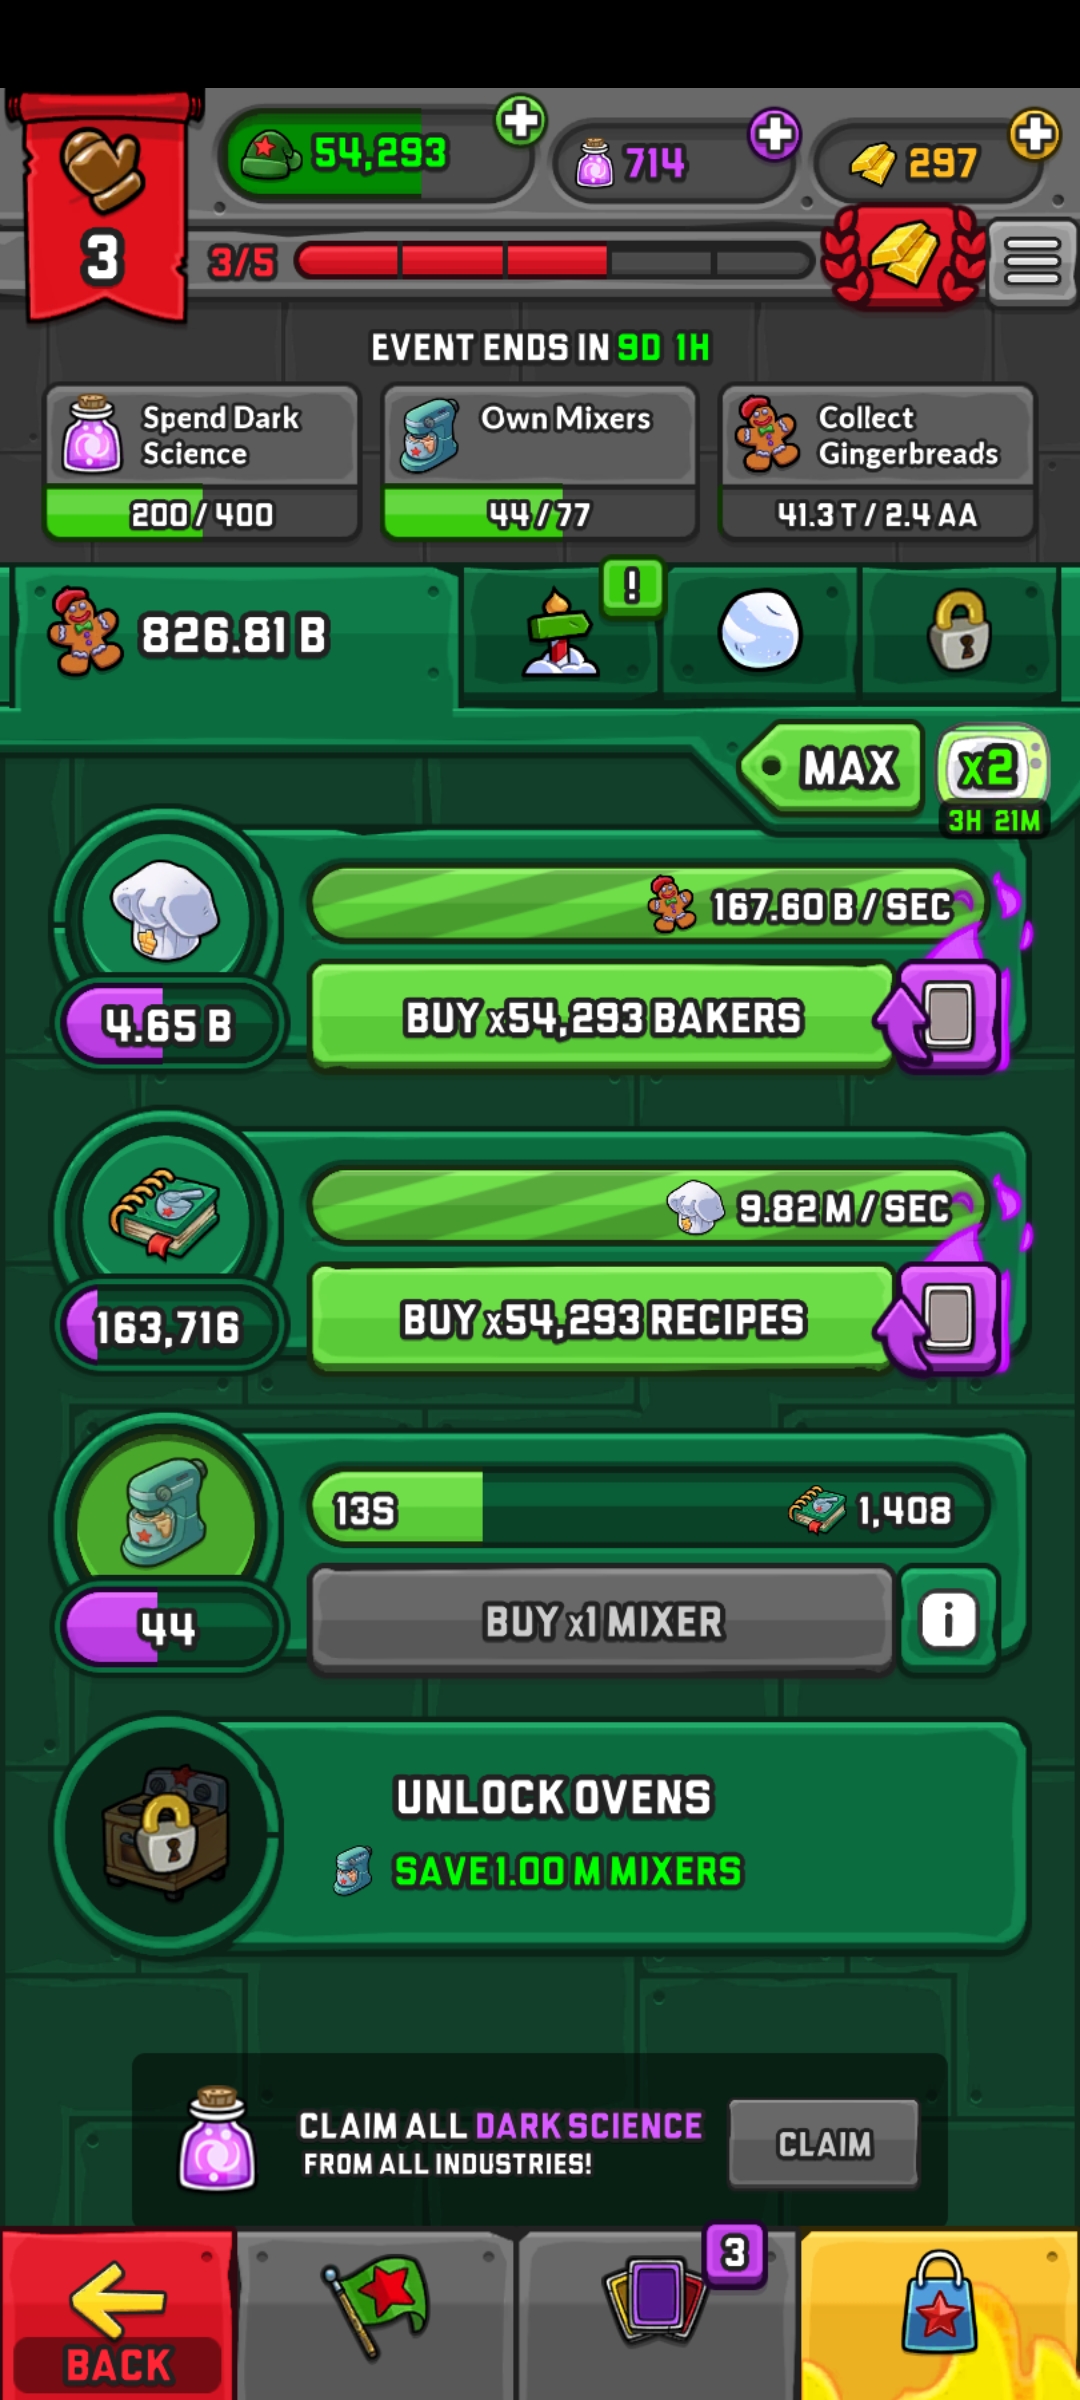 54,293
714
297
3
3/5
EVENT ENDS IN 9D 1H
Spend Dark
Science
200 / 400
Own Mixers
44 / 77
Collect
Gingerbreads
41.3 T / 2.4 AA
826.81 B
!
MAX
x2
3H 21M
167.60 B / SEC
4.65 B
BUY x54,293 BAKERS
9.82 M / SEC
163,716
BUY x54,293 RECIPES
13S
1,408
44
BUY x1 MIXER
i
UNLOCK OVENS
SAVE 1.00 M MIXERS
CLAIM ALL DARK SCIENCE
FROM ALL INDUSTRIES!
CLAIM
3
BACK